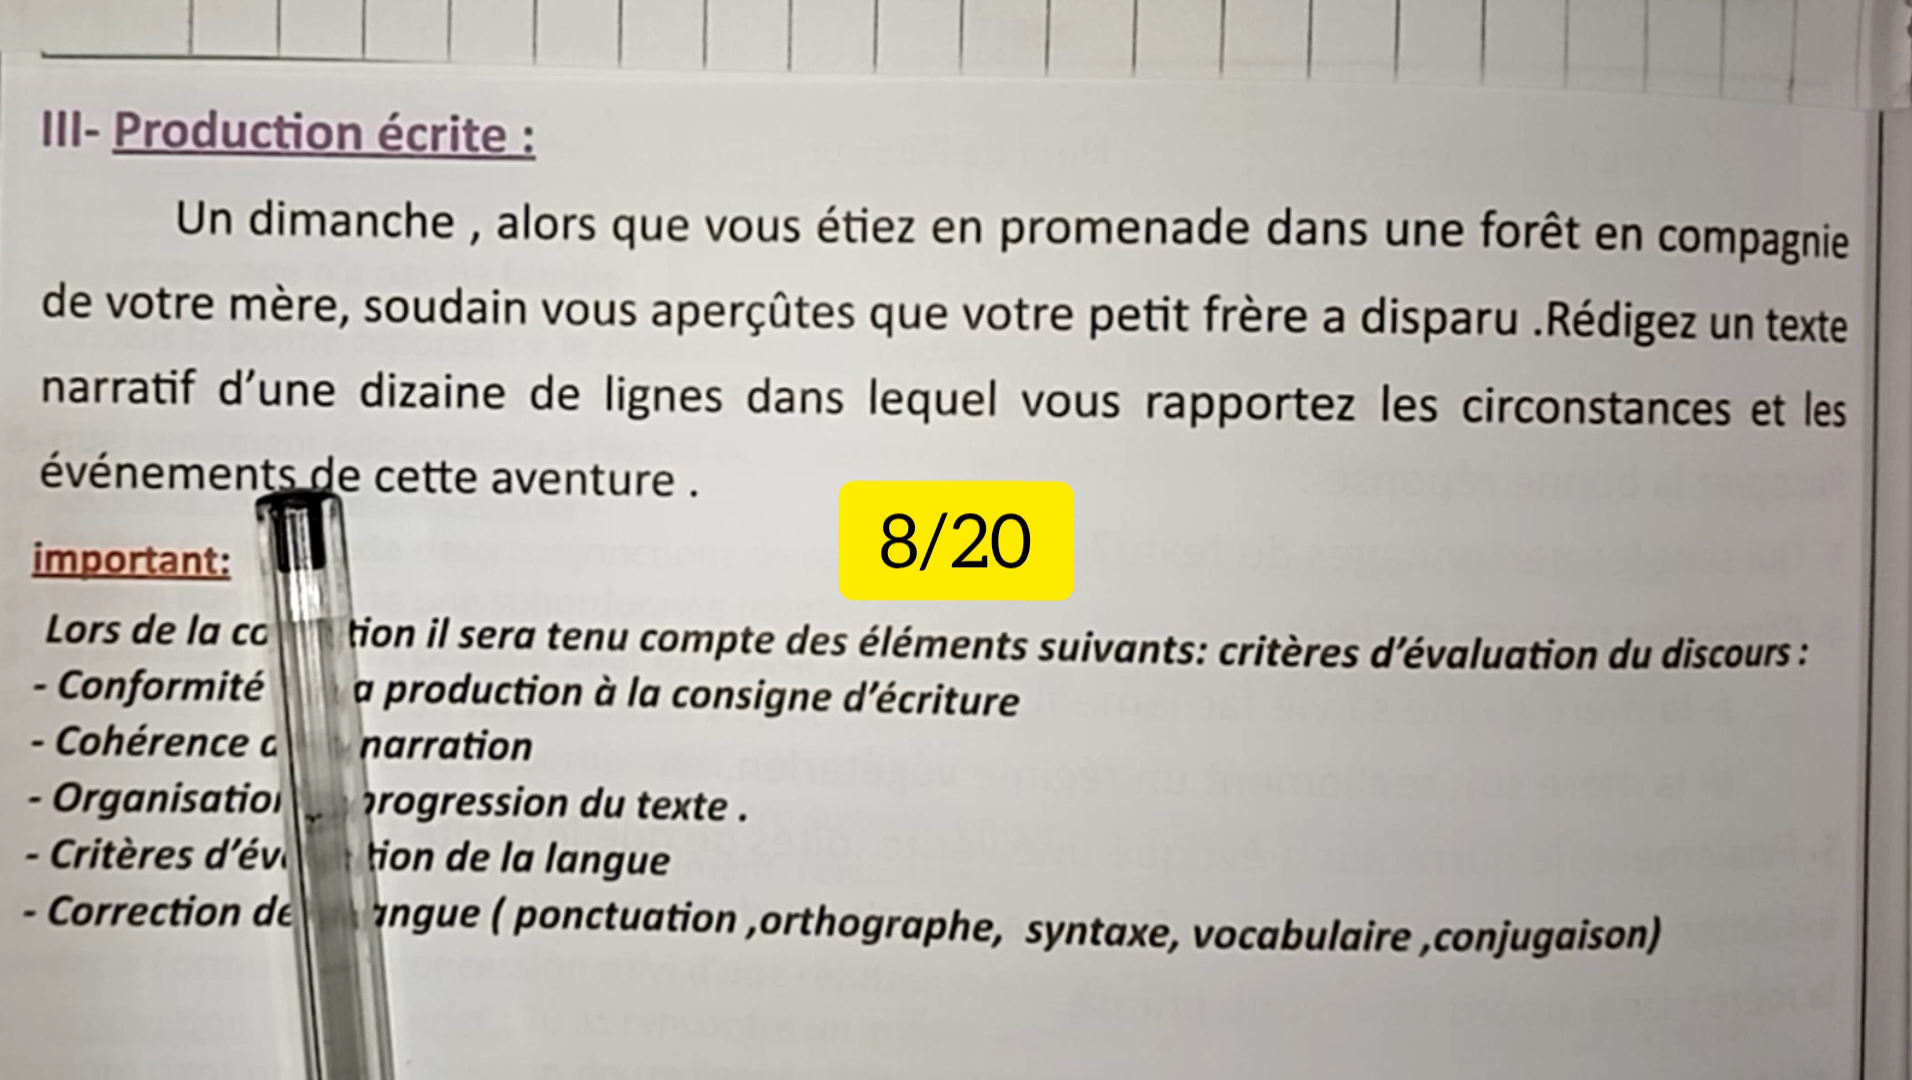 III- Production écrite :
Un dimanche , alors que vous étiez en promenade dans une forêt en compagnie
de votre mère, soudain vous aperçûtes que votre petit frère a disparu .Rédigez un texte
narratif d’une dizaine de lignes dans lequel vous rapportez les circonstances et les
événements de cette aventure .
8/20
important:
Lors de la co tion il sera tenu compte des éléments suivants: critères d’évaluation du discours :
- Conformité a production à la consigne d’écriture
- Cohérence narration
- Organisation progression du texte .
- Critères d’év tion de la langue
- Correction de angue ( ponctuation ,orthographe, syntaxe, vocabulaire ,conjugaison)